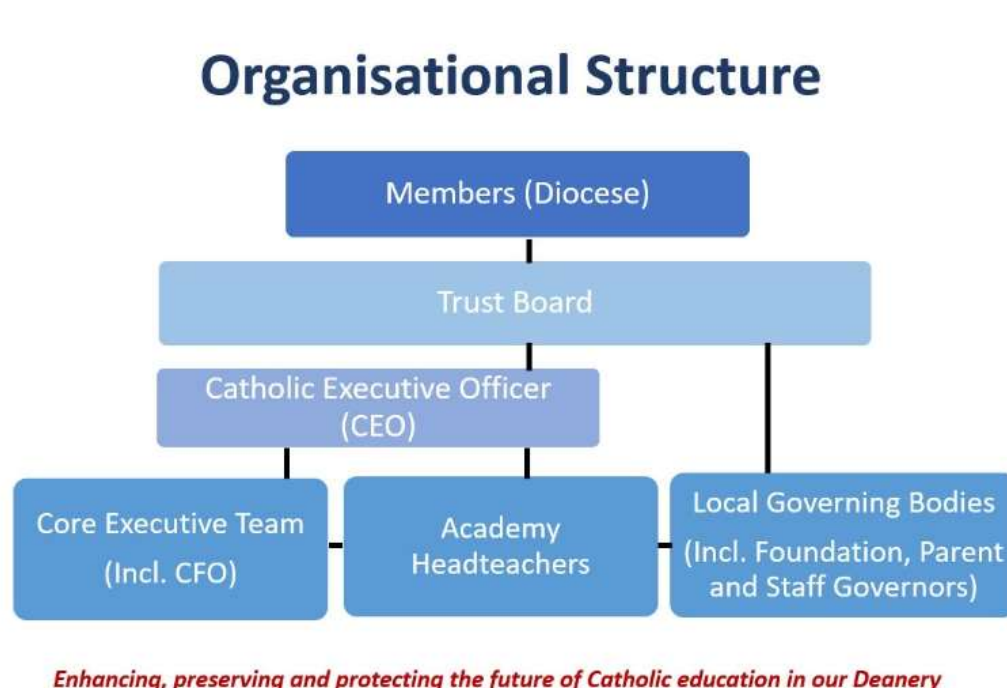 Organisational Structure
Members (Diocese)
Trust Board
Catholic Executive Officer
(CEO)
Core Executive Team
(Incl. CFO)
Academy
Headteachers
Local Governing Bodies
(Incl. Foundation, Parent
and Staff Governors)
Enhancing, preserving and protecting the future of Catholic education in our Deanery